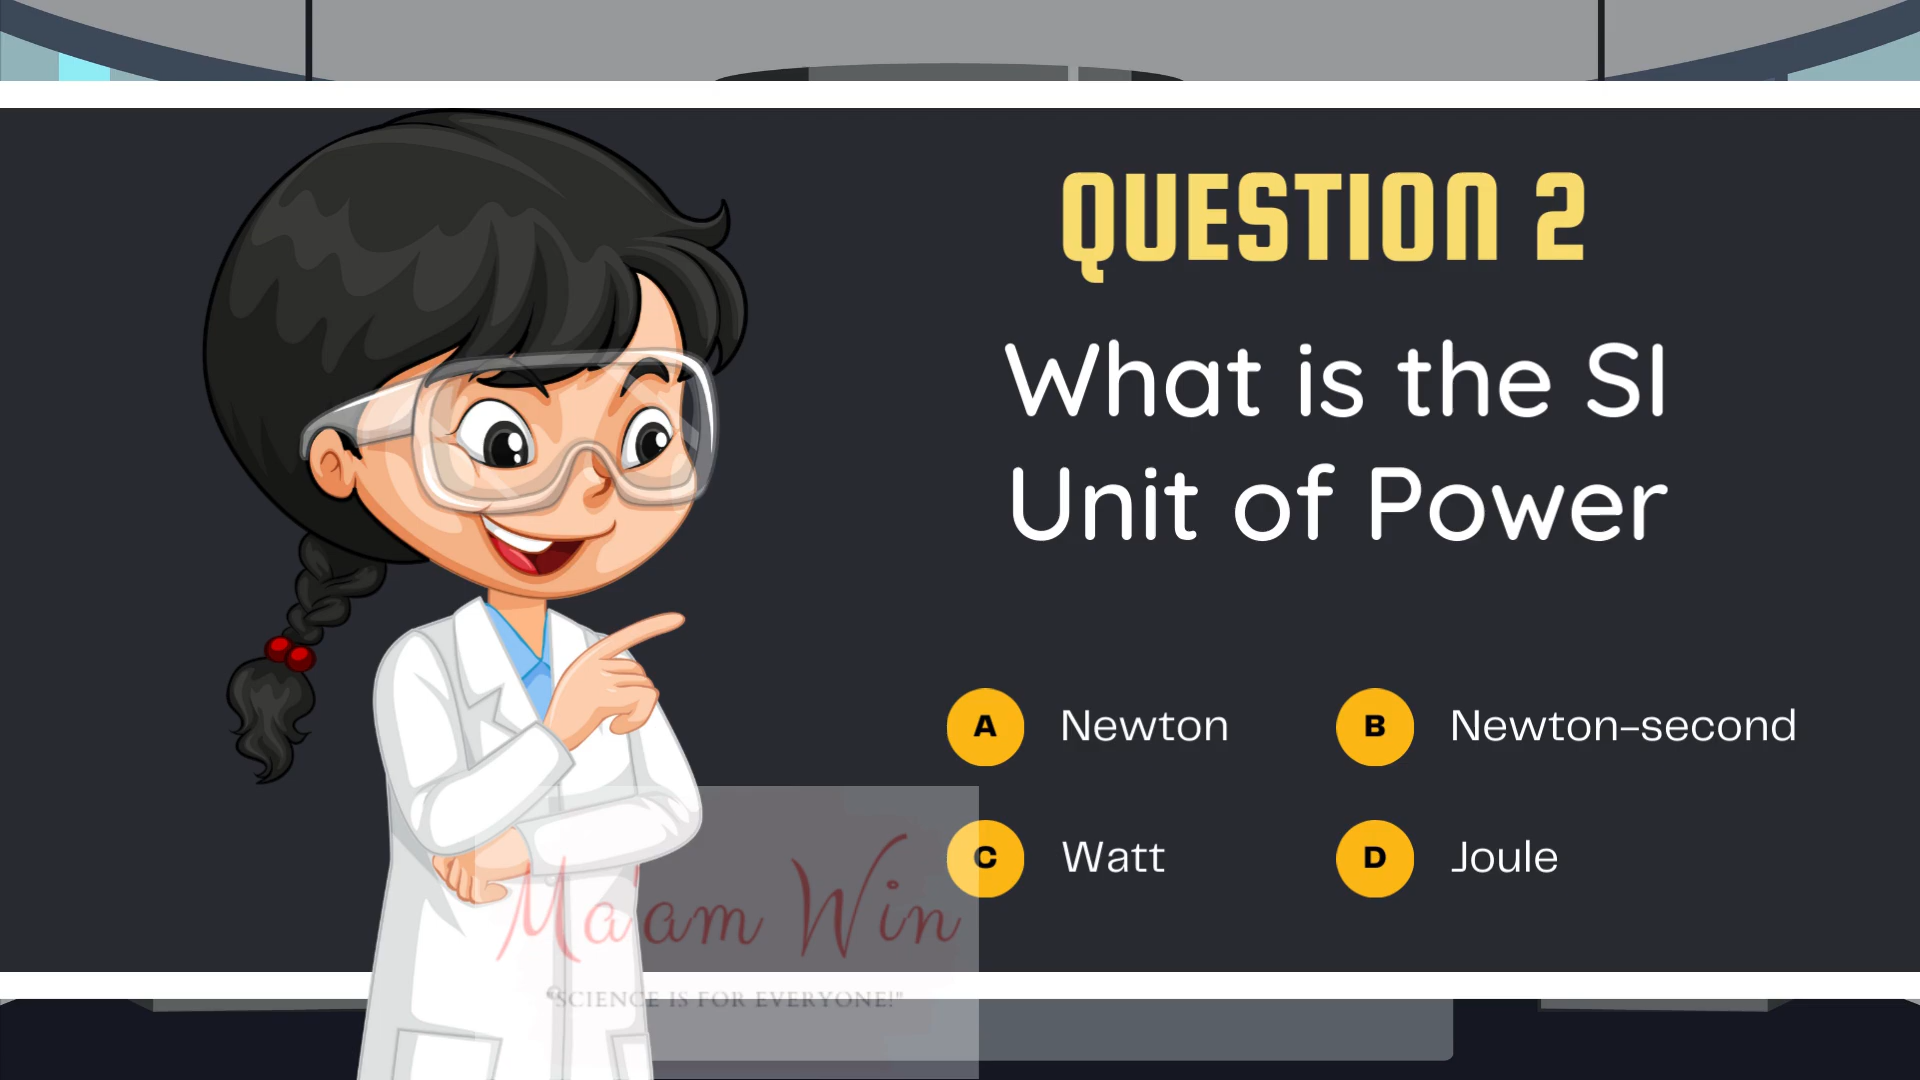 QUESTION 2
What is the SI
Unit of Power
A Newton
B Newton-second
C Watt
D Joule
Ma'am Win
"SCIENCE IS FOR EVERYONE!"